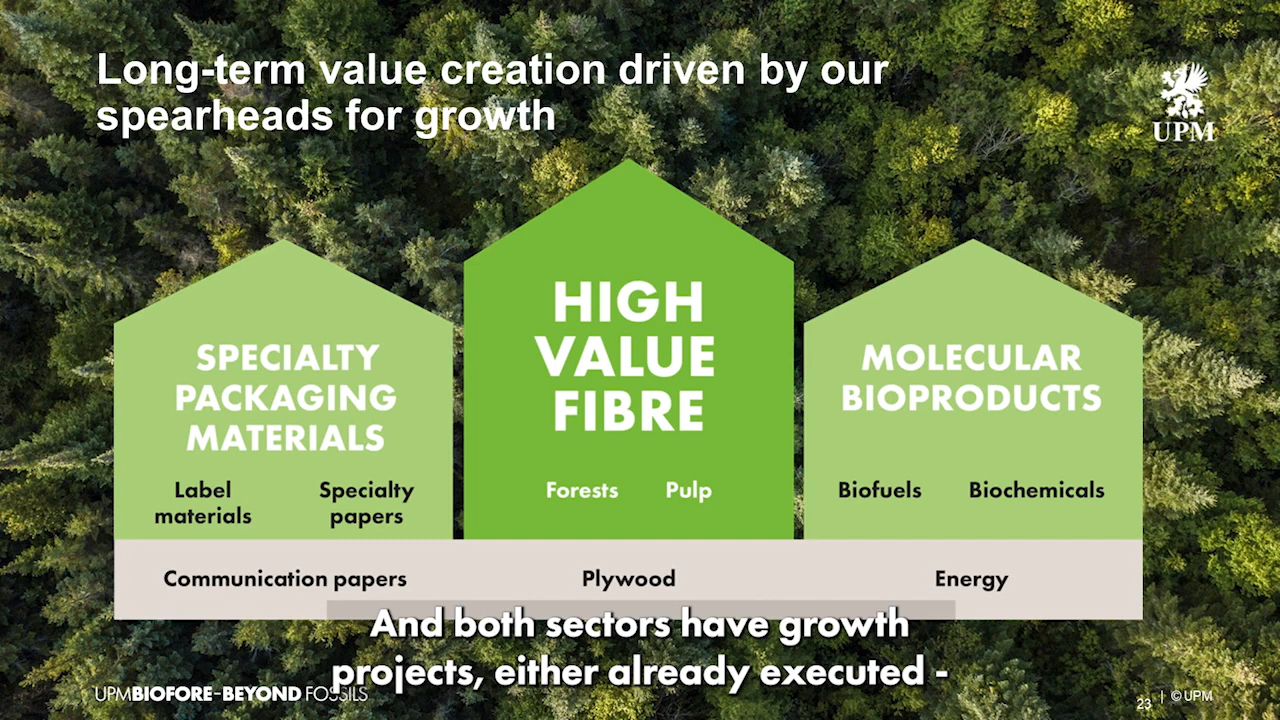 Long-term value creation driven by our
spearheads for growth
UPM
HIGH
VALUE
FIBRE
Forests Pulp
SPECIALTY
PACKAGING
MATERIALS
Label
materials
Specialty
papers
MOLECULAR
BIOPRODUCTS
Biofuels Biochemicals
Communication papers Plywood Energy
And both sectors have growth
projects, either already executed -
UPM BIOFORE-BEYOND FOSSILS
23 | © UPM